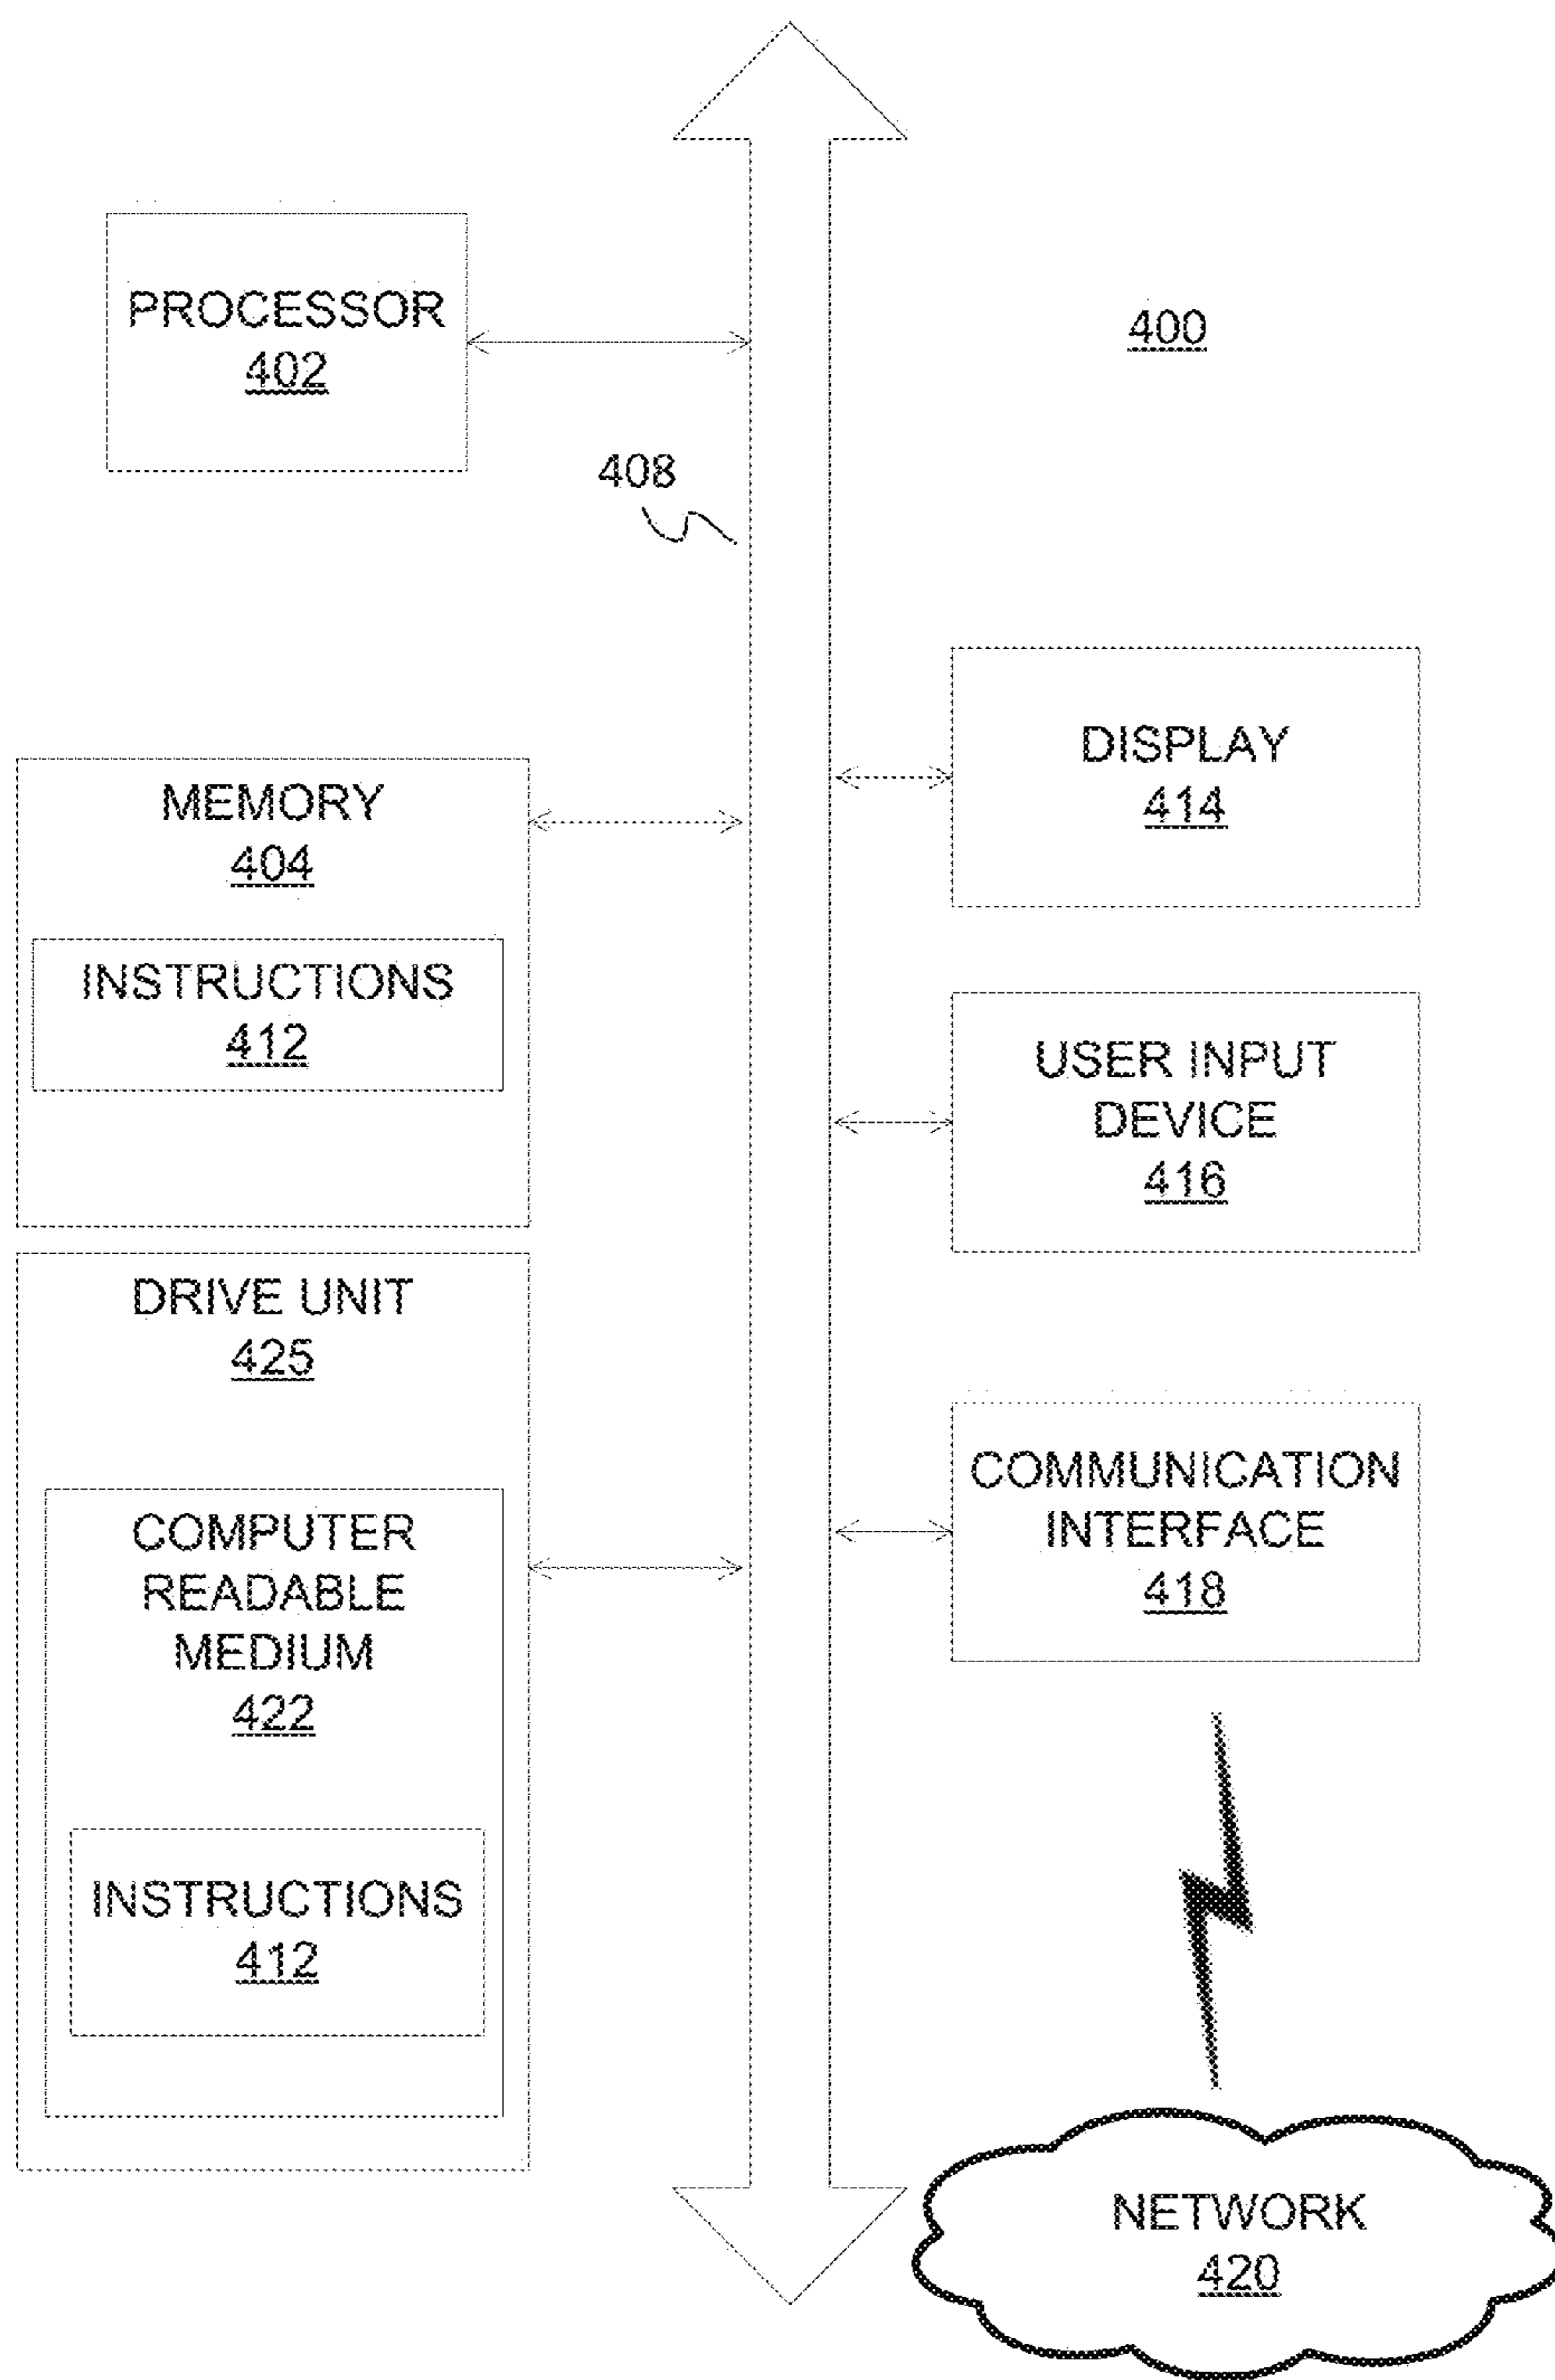 PROCESSOR
402
400
408
DISPLAY
414
MEMORY
404
INSTRUCTIONS
412
USER INPUT
DEVICE
416
DRIVE UNIT
425
COMPUTER
READABLE
MEDIUM
422
INSTRUCTIONS
412
COMMUNICATION
INTERFACE
418
NETWORK
420